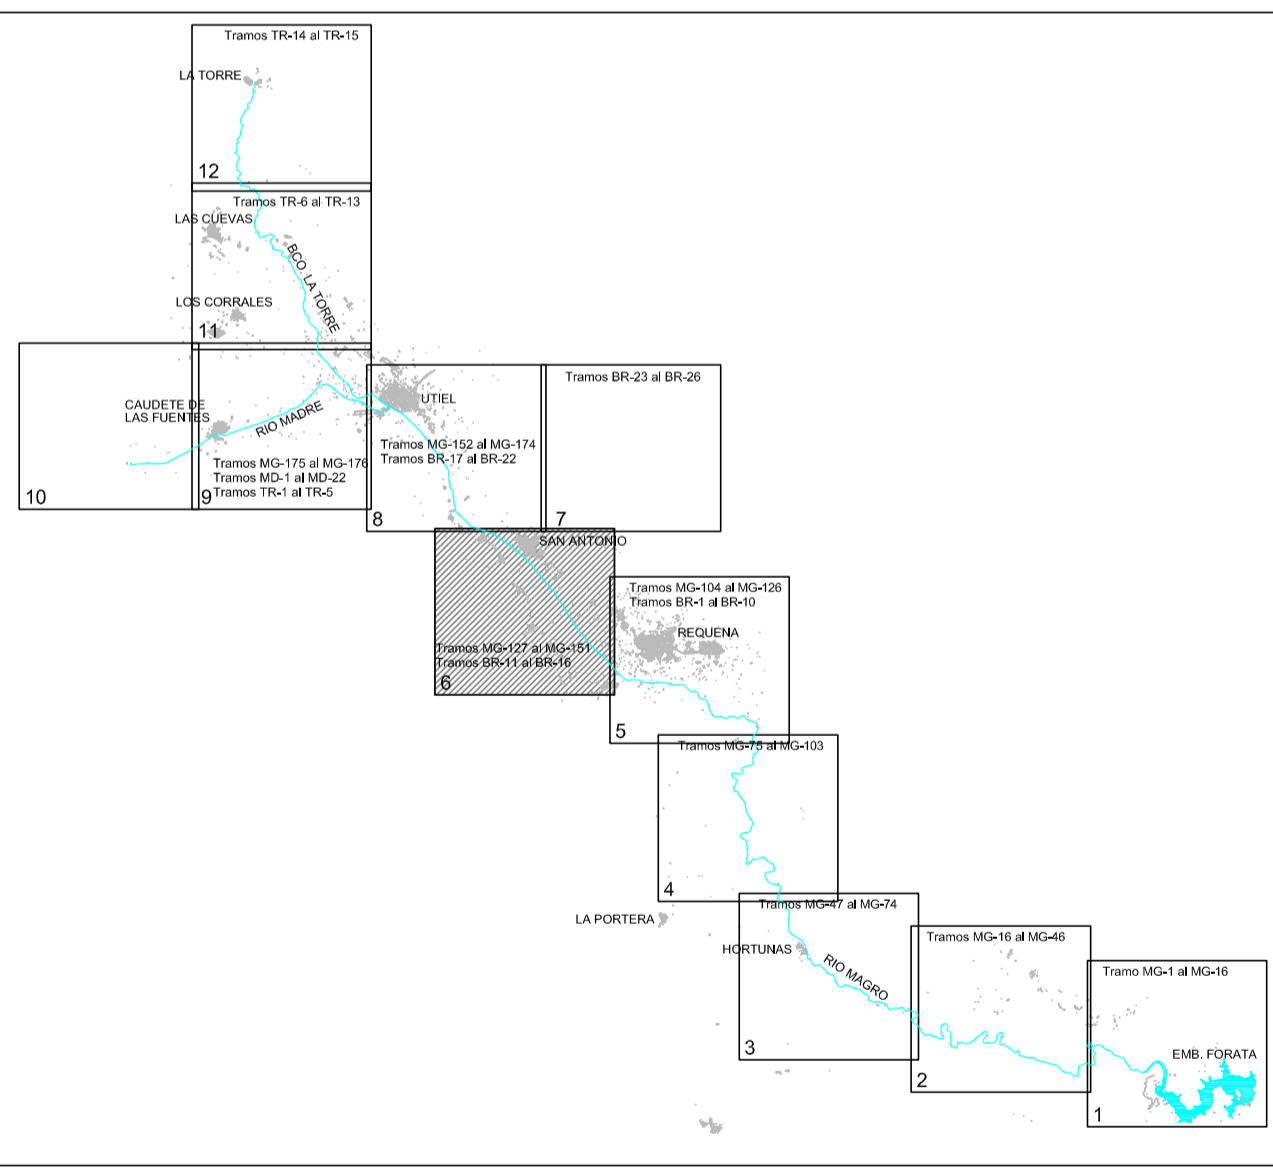 Tramos TR-14 al TR-15
LA TORRE
12
Tramos TR-6 al TR-13
LAS CUEVAS
BCO. LA TORRE
LOS CORRALES
11
CAUDETE DE
LAS FUENTES
RIO MADRE
Tramos MG-175 al MG-176
Tramos MD-1 al MD-22
Tramos TR-1 al TR-5
10
9
UTIEL
Tramos MG-152 al MG-174
Tramos BR-17 al BR-22
8
Tramos BR-23 al BR-26
7
SAN ANTONIO
Tramos MG-127 al MG-151
Tramos BR-11 al BR-16
6
Tramos MG-104 al MG-126
Tramos BR-1 al BR-10
REQUENA
5
Tramos MG-75 al MG-103
4
LA PORTERA
Tramos MG-47 al MG-74
HORTUNAS
RIO MAGRO
3
Tramos MG-16 al MG-46
2
Tramo MG-1 al MG-16
EMB. FORATA
1